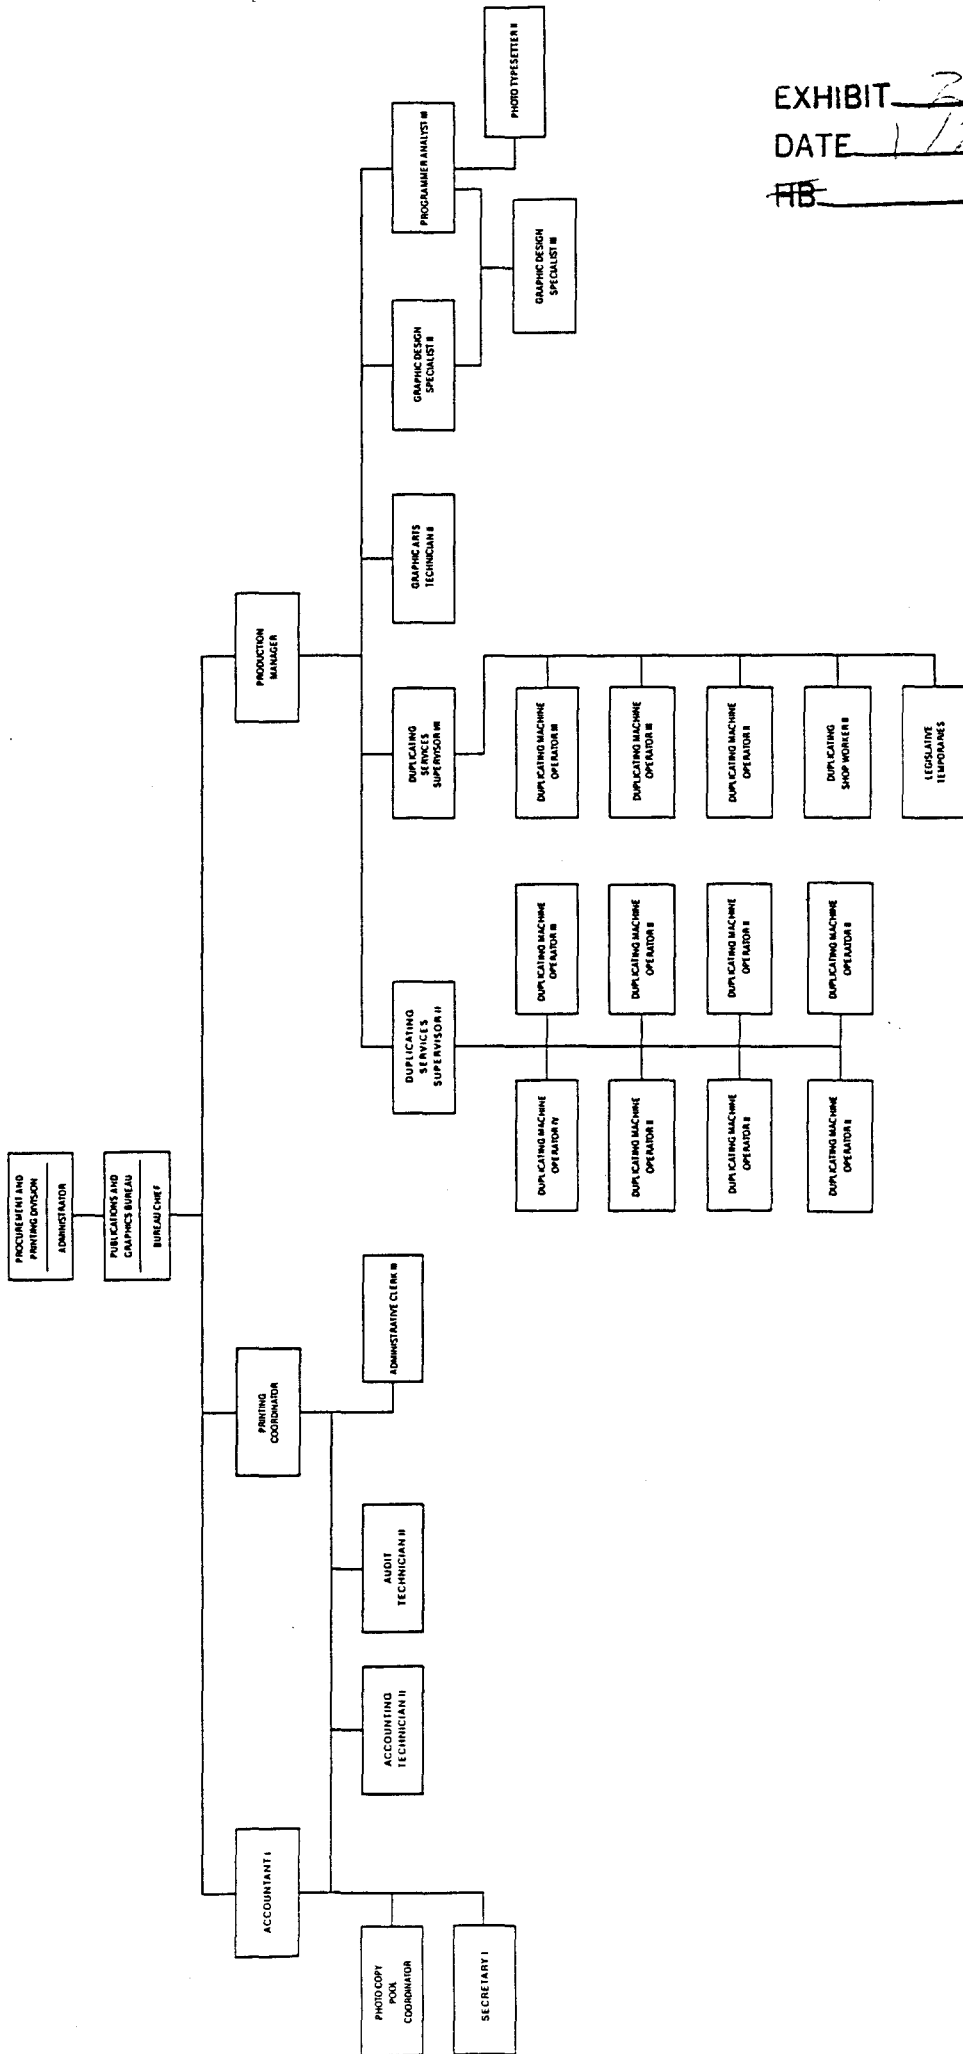 EXHIBIT
DATE 1/
HB
PROCUREMENT AND
PRINTING DIVISION
ADMINISTRATOR
PUBLICATIONS AND
GRAPHICS BUREAU
BUREAU CHIEF
ACCOUNTANT I
PRINTING
COORDINATOR
PRODUCTION
MANAGER
PHOTOCOPY
POOL
COORDINATOR
SECRETARY I
ACCOUNTING
TECHNICIAN II
AUDIT
TECHNICIAN II
ADMINISTRATIVE CLERK III
DUPLICATING
SERVICES
SUPERVISOR II
DUPLICATING
SERVICES
SUPERVISOR III
GRAPHIC ARTS
TECHNICIAN II
GRAPHIC DESIGN
SPECIALIST II
PROGRAMMER ANALYST III
DUPLICATING MACHINE
OPERATOR IV
DUPLICATING MACHINE
OPERATOR III
DUPLICATING MACHINE
OPERATOR II
DUPLICATING MACHINE
OPERATOR II
DUPLICATING MACHINE
OPERATOR II
DUPLICATING MACHINE
OPERATOR II
DUPLICATING MACHINE
OPERATOR II
DUPLICATING MACHINE
OPERATOR II
DUPLICATING MACHINE
OPERATOR III
DUPLICATING MACHINE
OPERATOR III
DUPLICATING MACHINE
OPERATOR II
DUPLICATING
SHOP WORKER II
LEGISLATIVE
TEMPORARIES
GRAPHIC DESIGN
SPECIALIST III
PHOTO TYPESETTER II